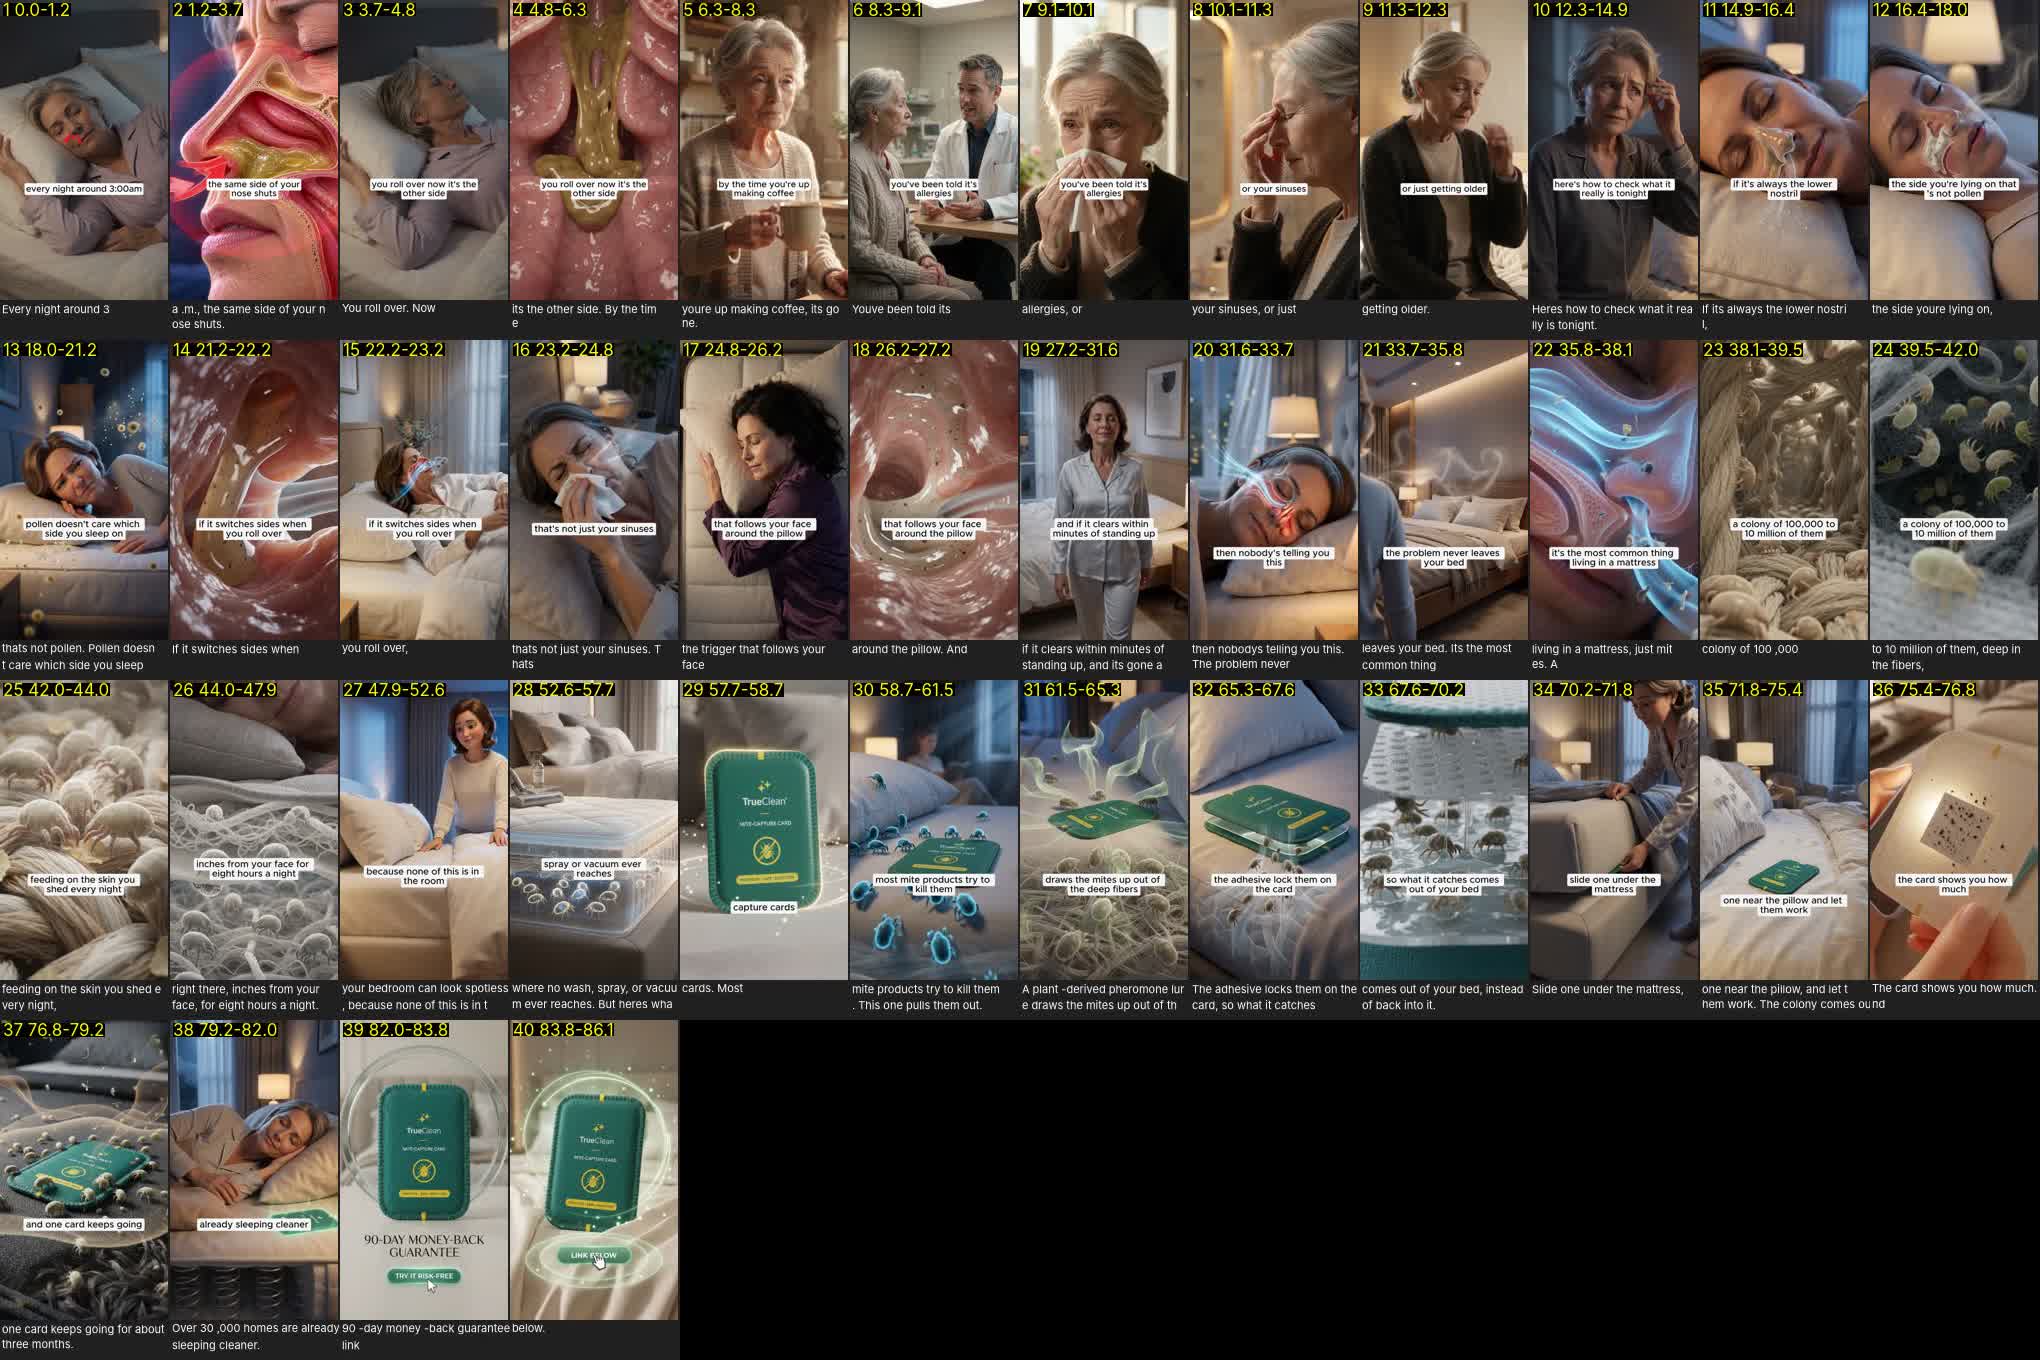 1 0.0-1.2
every night around 3:00am
Every night around 3
2 1.2-3.7
the same side of your
nose shuts
a .m., the same side of your n
ose shuts.
3 3.7-4.8
you roll over now it's the
other side
You roll over. Now
4 4.8-6.3
you roll over now it's the
other side
its the other side. By the tim
e
5 6.3-8.3
by the time you're up
making coffee
youre up making coffee, its go
ne.
6 8.3-9.1
you've been told it's
allergies
Youve been told its
7 9.1-10.1
you've been told it's
allergies
allergies, or
8 10.1-11.3
or your sinuses
your sinuses, or just
9 11.3-12.3
or just getting older
getting older.
10 12.3-14.9
here's how to check what it
really is tonight
Heres how to check what it rea
lly is tonight.
11 14.9-16.4
if it's always the lower
nostril
If its always the lower nostri
l,
12 16.4-18.0
the side you're lying on that
's not pollen
the side youre lying on,
13 18.0-21.2
pollen doesn't care which
side you sleep on
thats not pollen. Pollen doesn
t care which side you sleep
14 21.2-22.2
if it switches sides when
you roll over
If it switches sides when
15 22.2-23.2
if it switches sides when
you roll over
you roll over,
16 23.2-24.8
that's not just your sinuses
thats not just your sinuses. T
hats
17 24.8-26.2
that follows your face
around the pillow
the trigger that follows your
face
18 26.2-27.2
that follows your face
around the pillow
around the pillow. And
19 27.2-31.6
and if it clears within
minutes of standing up
if it clears within minutes of
standing up, and its gone a
20 31.6-33.7
then nobody's telling you
this
then nobodys telling you this.
The problem never
21 33.7-35.8
the problem never leaves
your bed
leaves your bed. Its the most
common thing
22 35.8-38.1
it's the most common thing
living in a mattress
living in a mattress, just mit
es. A
23 38.1-39.5
a colony of 100,000 to
10 million of them
colony of 100 ,000
24 39.5-42.0
a colony of 100,000 to
10 million of them
to 10 million of them, deep in
the fibers,
25 42.0-44.0
feeding on the skin you
shed every night
feeding on the skin you shed e
very night,
26 44.0-47.9
inches from your face for
eight hours a night
right there, inches from your
face, for eight hours a night.
27 47.9-52.6
because none of this is in
the room
your bedroom can look spotless
, because none of this is in t
28 52.6-57.7
spray or vacuum ever
reaches
where no wash, spray, or vacuu
m ever reaches. But heres wha
29 57.7-58.7
TrueClean
MITE-CAPTURE CARD
capture cards
cards. Most
30 58.7-61.5
most mite products try to
kill them
mite products try to kill them
. This one pulls them out.
31 61.5-65.3
draws the mites up out of
the deep fibers
A plant -derived pheromone lur
e draws the mites up out of th
32 65.3-67.6
the adhesive lock them on
the card
The adhesive locks them on the
card, so what it catches
33 67.6-70.2
so what it catches comes
out of your bed
comes out of your bed, instead
of back into it.
34 70.2-71.8
slide one under the
mattress
Slide one under the mattress,
35 71.8-75.4
one near the pillow and let
them work
one near the pillow, and let t
hem work. The colony comes ou
36 75.4-76.8
the card shows you how
much
The card shows you how much.
nd
37 76.8-79.2
and one card keeps going
one card keeps going for about
three months.
38 79.2-82.0
already sleeping cleaner
Over 30 ,000 homes are already
sleeping cleaner.
39 82.0-83.8
TrueClean
MITE-CAPTURE CARD
90-DAY MONEY-BACK
GUARANTEE
TRY IT RISK-FREE
90 -day money -back guarantee
link
40 83.8-86.1
TrueClean
MITE-CAPTURE CARD
LINK BELOW
below.